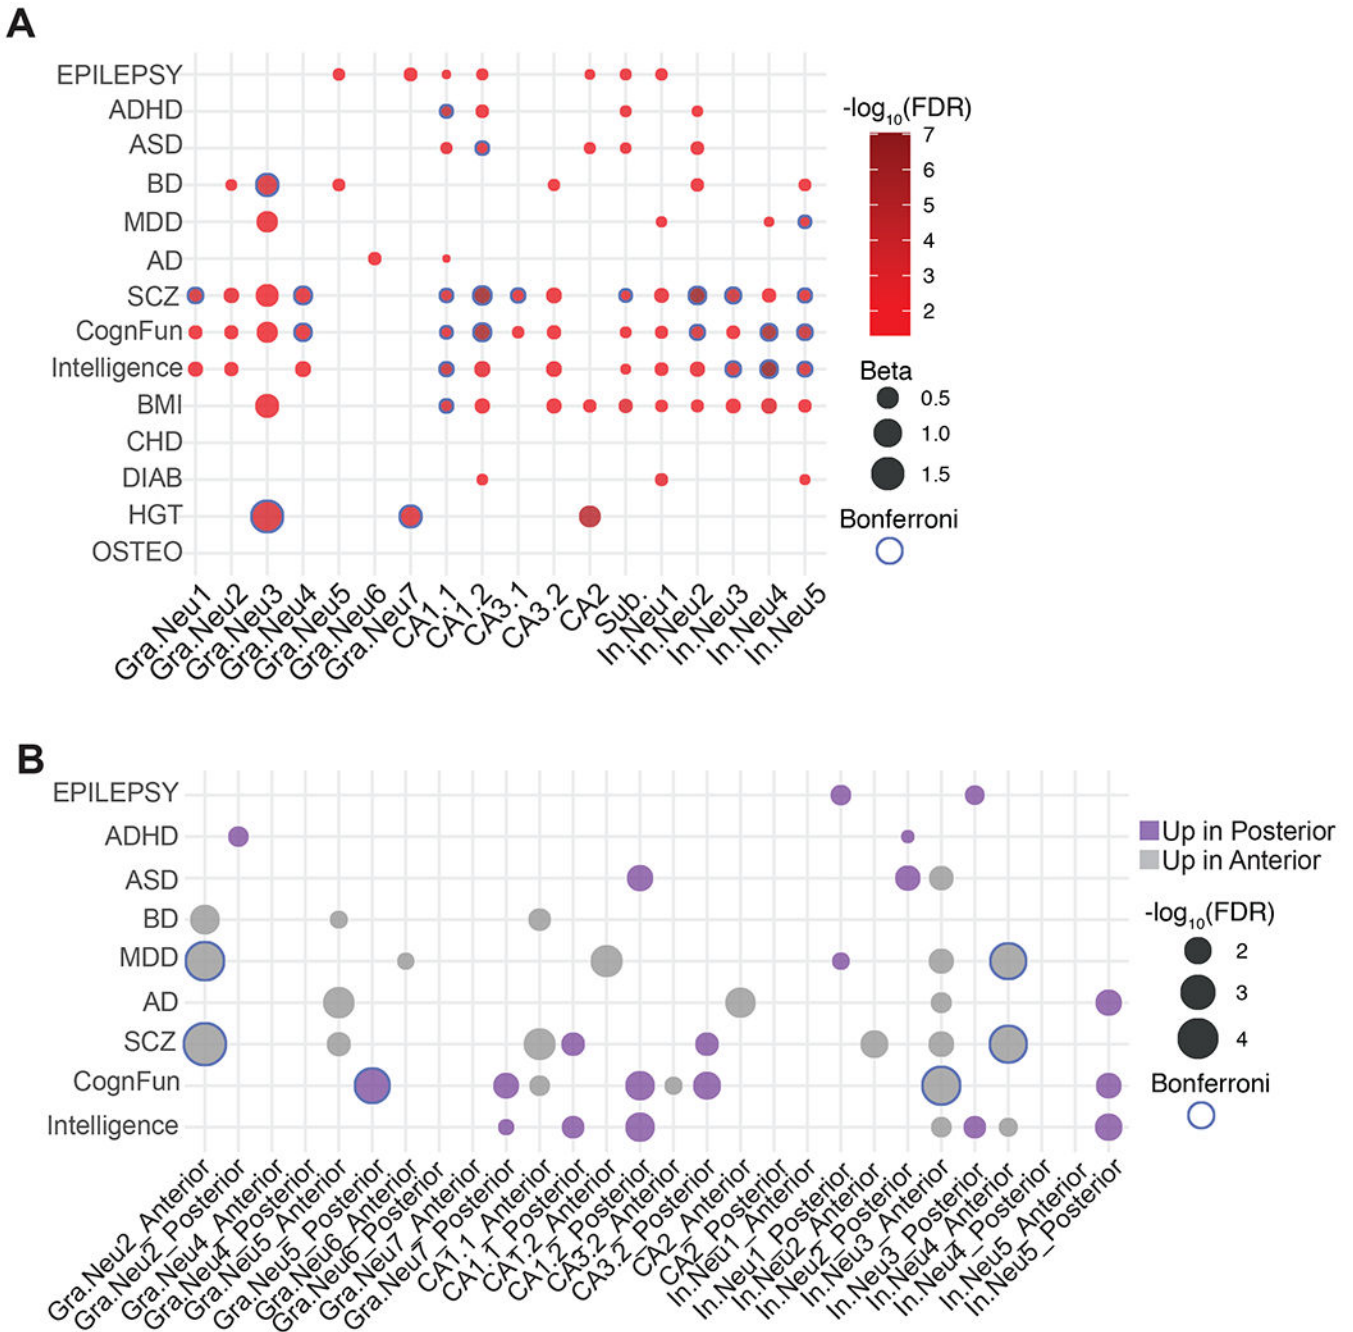 A
EPILEPSY
ADHD
ASD
BD
MDD
AD
SCZ
CognFun
Intelligence
BMI
CHD
DIAB
HGT
OSTEO
Gra.Neu1
Gra.Neu2
Gra.Neu3
Gra.Neu4
Gra.Neu5
Gra.Neu6
Gra.Neu7
CA1.1
CA1.2
CA3.1
CA3.2
CA2
Sub.
In.Neu1
In.Neu2
In.Neu3
In.Neu4
In.Neu5
-log10(FDR)
7
6
5
4
3
2
Beta
0.5
1.0
1.5
Bonferroni
B
EPILEPSY
ADHD
ASD
BD
MDD
AD
SCZ
CognFun
Intelligence
Gra.Neu2_Anterior
Gra.Neu2_Posterior
Gra.Neu4_Anterior
Gra.Neu4_Posterior
Gra.Neu5_Anterior
Gra.Neu5_Posterior
Gra.Neu6_Anterior
Gra.Neu6_Posterior
Gra.Neu7_Anterior
Gra.Neu7_Posterior
CA1.1_Anterior
CA1.1_Posterior
CA1.2_Anterior
CA1.2_Posterior
CA3.2_Anterior
CA3.2_Posterior
CA2_Anterior
CA2_Posterior
In.Neu1_Anterior
In.Neu1_Posterior
In.Neu2_Anterior
In.Neu2_Posterior
In.Neu3_Anterior
In.Neu3_Posterior
In.Neu4_Anterior
In.Neu4_Posterior
In.Neu5_Anterior
In.Neu5_Posterior
Up in Posterior
Up in Anterior
-log10(FDR)
2
3
4
Bonferroni